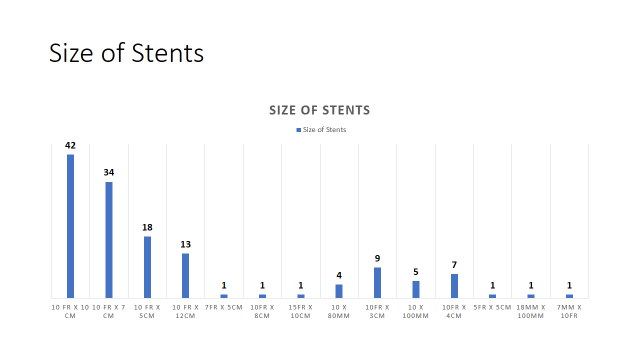 Size of Stents
SIZE OF STENTS
Size of Stents
42
34
18
13
1
1
1
4
9
5
7
1
1
1
10 FR X 10 CM
10 FR X 7 CM
10 FR X 5CM
10 FR X 12CM
7FR X 5CM
10FR X 8CM
15FR X 10CM
10 X 80MM
10FR X 3CM
10 X 100MM
10FR X 4CM
5FR X 5CM
18MM X 100MM
7MM X 10FR